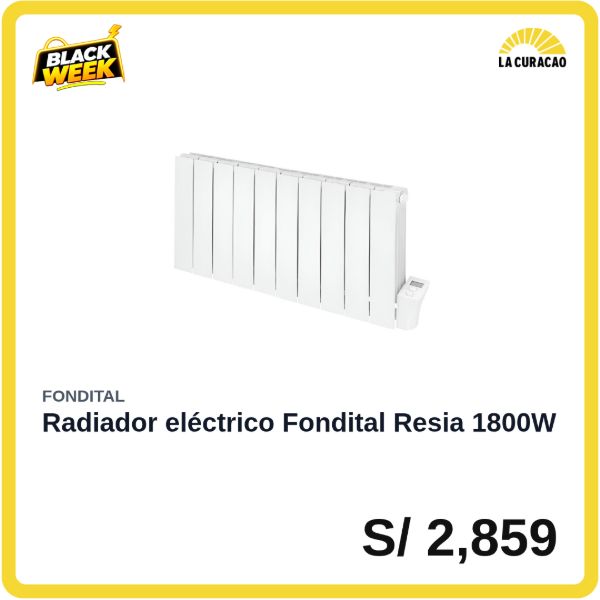 BLACK
WEEK
LA CURACAO
FONDITAL
Radiador eléctrico Fondital Resia 1800W
S/ 2,859